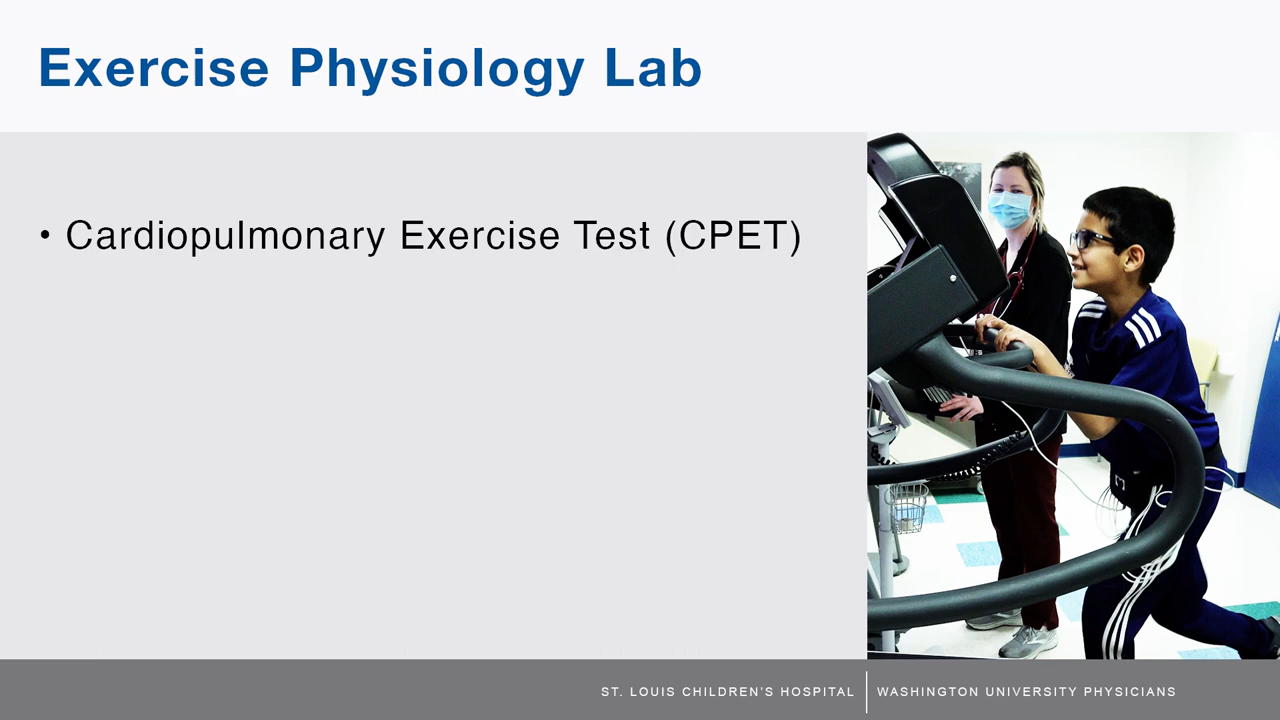 Exercise Physiology Lab
• Cardiopulmonary Exercise Test (CPET)
ST. LOUIS CHILDREN'S HOSPITAL | WASHINGTON UNIVERSITY PHYSICIANS